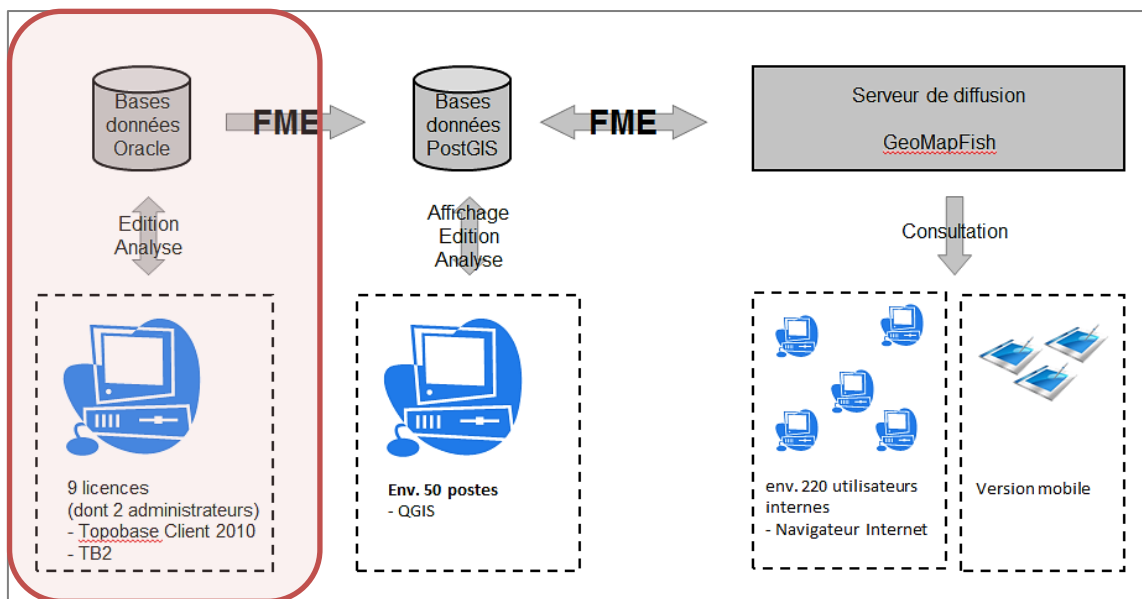 Bases
données
Oracle
FME
Bases
données
PostGIS
FME
Serveur de diffusion
GeoMapFish
Edition
Analyse
Affichage
Edition
Analyse
Consultation
9 licences
(dont 2 administrateurs)
- Topobase Client 2010
- TB2
Env. 50 postes
- QGIS
env. 220 utilisateurs
internes
- Navigateur Internet
Version mobile